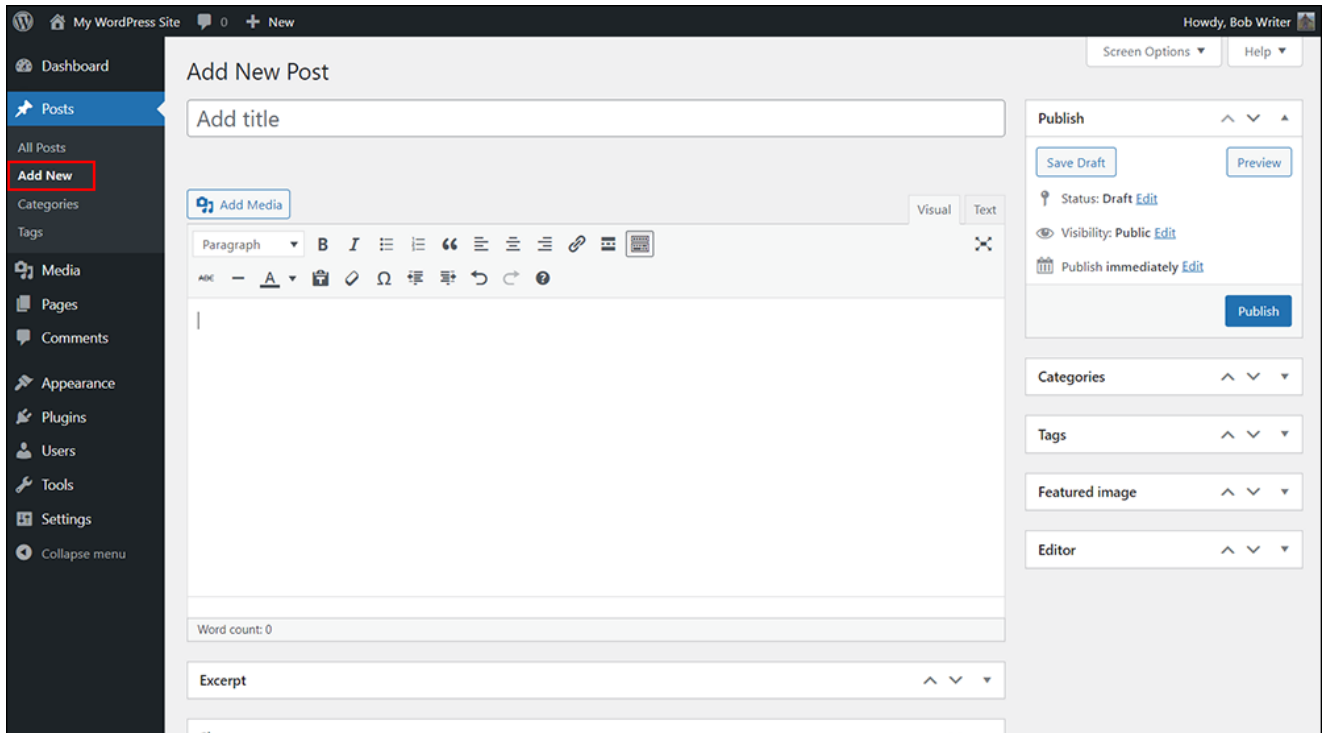 My WordPress Site 0 New Howdy, Bob Writer
Screen Options Help
Dashboard
Posts
All Posts
Add New
Categories
Tags
Media
Pages
Comments
Appearance
Plugins
Users
Tools
Settings
Collapse menu
Add New Post
Add title
Add Media
Visual Text
Paragraph B I
ABC A Ω
Word count: 0
Excerpt
Publish
Save Draft Preview
Status: Draft Edit
Visibility: Public Edit
Publish immediately Edit
Publish
Categories
Tags
Featured image
Editor